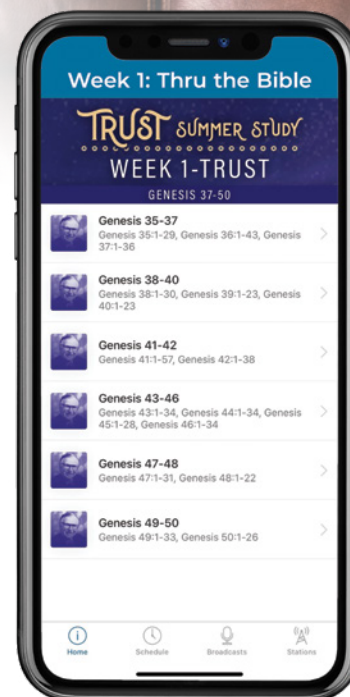 Week 1: Thru the Bible
TRUST SUMMER STUDY
WEEK 1-TRUST
GENESIS 37-50
Genesis 35-37
Genesis 35:1-29, Genesis 36:1-43, Genesis
37:1-36
Genesis 38-40
Genesis 38:1-30, Genesis 39:1-23, Genesis
40:1-23
Genesis 41-42
Genesis 41:1-57, Genesis 42:1-38
Genesis 43-46
Genesis 43:1-34, Genesis 44:1-34, Genesis
45:1-28, Genesis 46:1-34
Genesis 47-48
Genesis 47:1-31, Genesis 48:1-22
Genesis 49-50
Genesis 49:1-33, Genesis 50:1-26
Home Schedule Broadcasts Stations